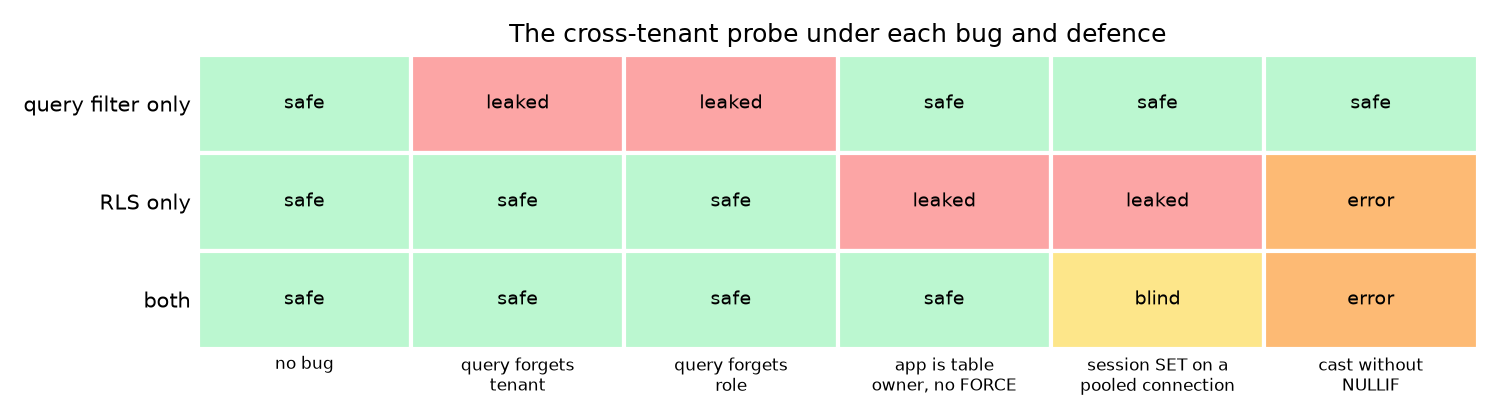 The cross-tenant probe under each bug and defence
query filter only safe leaked leaked safe safe safe
RLS only safe safe safe leaked leaked error
both safe safe safe safe blind error
no bug query forgets query forgets app is table session SET on a cast without
tenant role owner, no FORCE pooled connection NULLIF